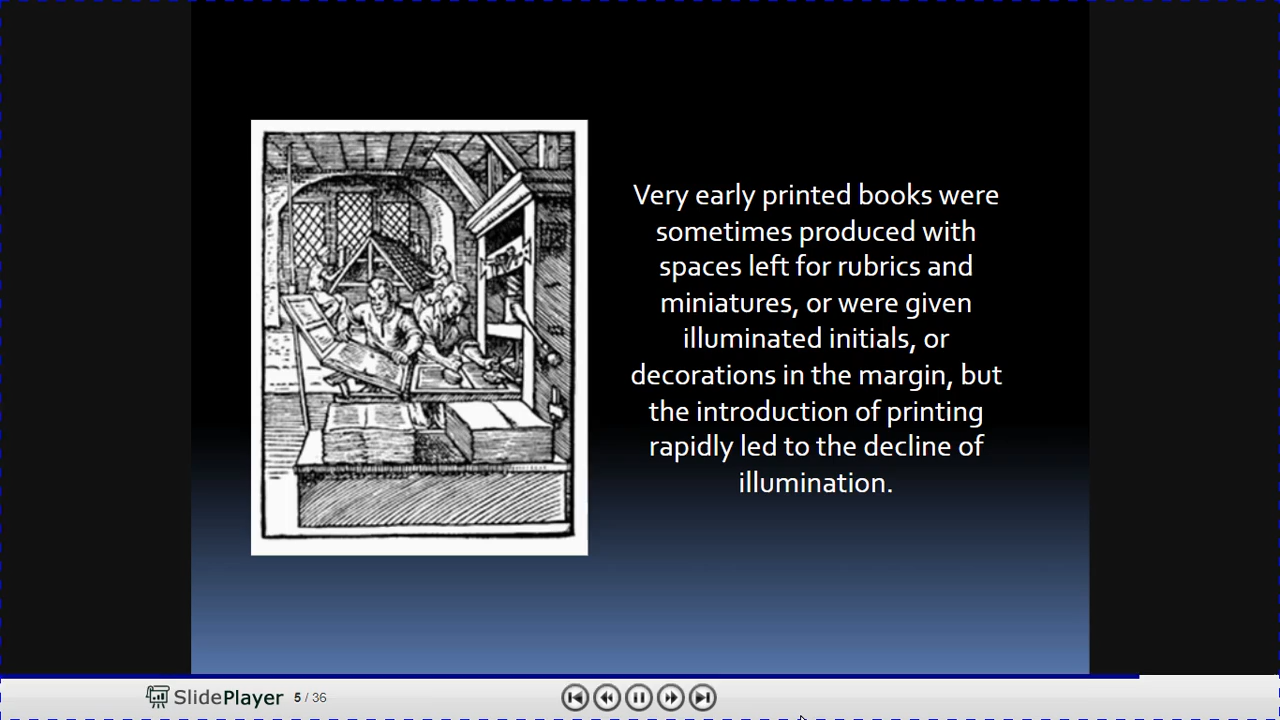 Very early printed books were
sometimes produced with
spaces left for rubrics and
miniatures, or were given
illuminated initials, or
decorations in the margin, but
the introduction of printing
rapidly led to the decline of
illumination.
SlidePlayer 5 / 36